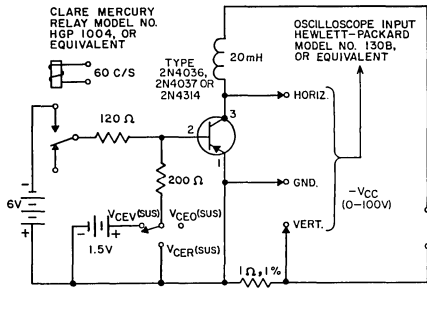 CLARE MERCURY
RELAY MODEL NO.
HGP 1004, OR
EQUIVALENT
60 C/S
OSCILLOSCOPE INPUT
HEWLETT-PACKARD
MODEL NO. 130B,
OR EQUIVALENT
20mH
TYPE
2N4036,
2N4037 OR
2N4314
HORIZ.
3
120 Ω
2
1
200 Ω
GND.
-VCC
(0-100V)
6V
-
+
VCEV(SUS)
VCEO(SUS)
VERT.
-
+
1.5V
VCER(SUS)
1 Ω, 1%